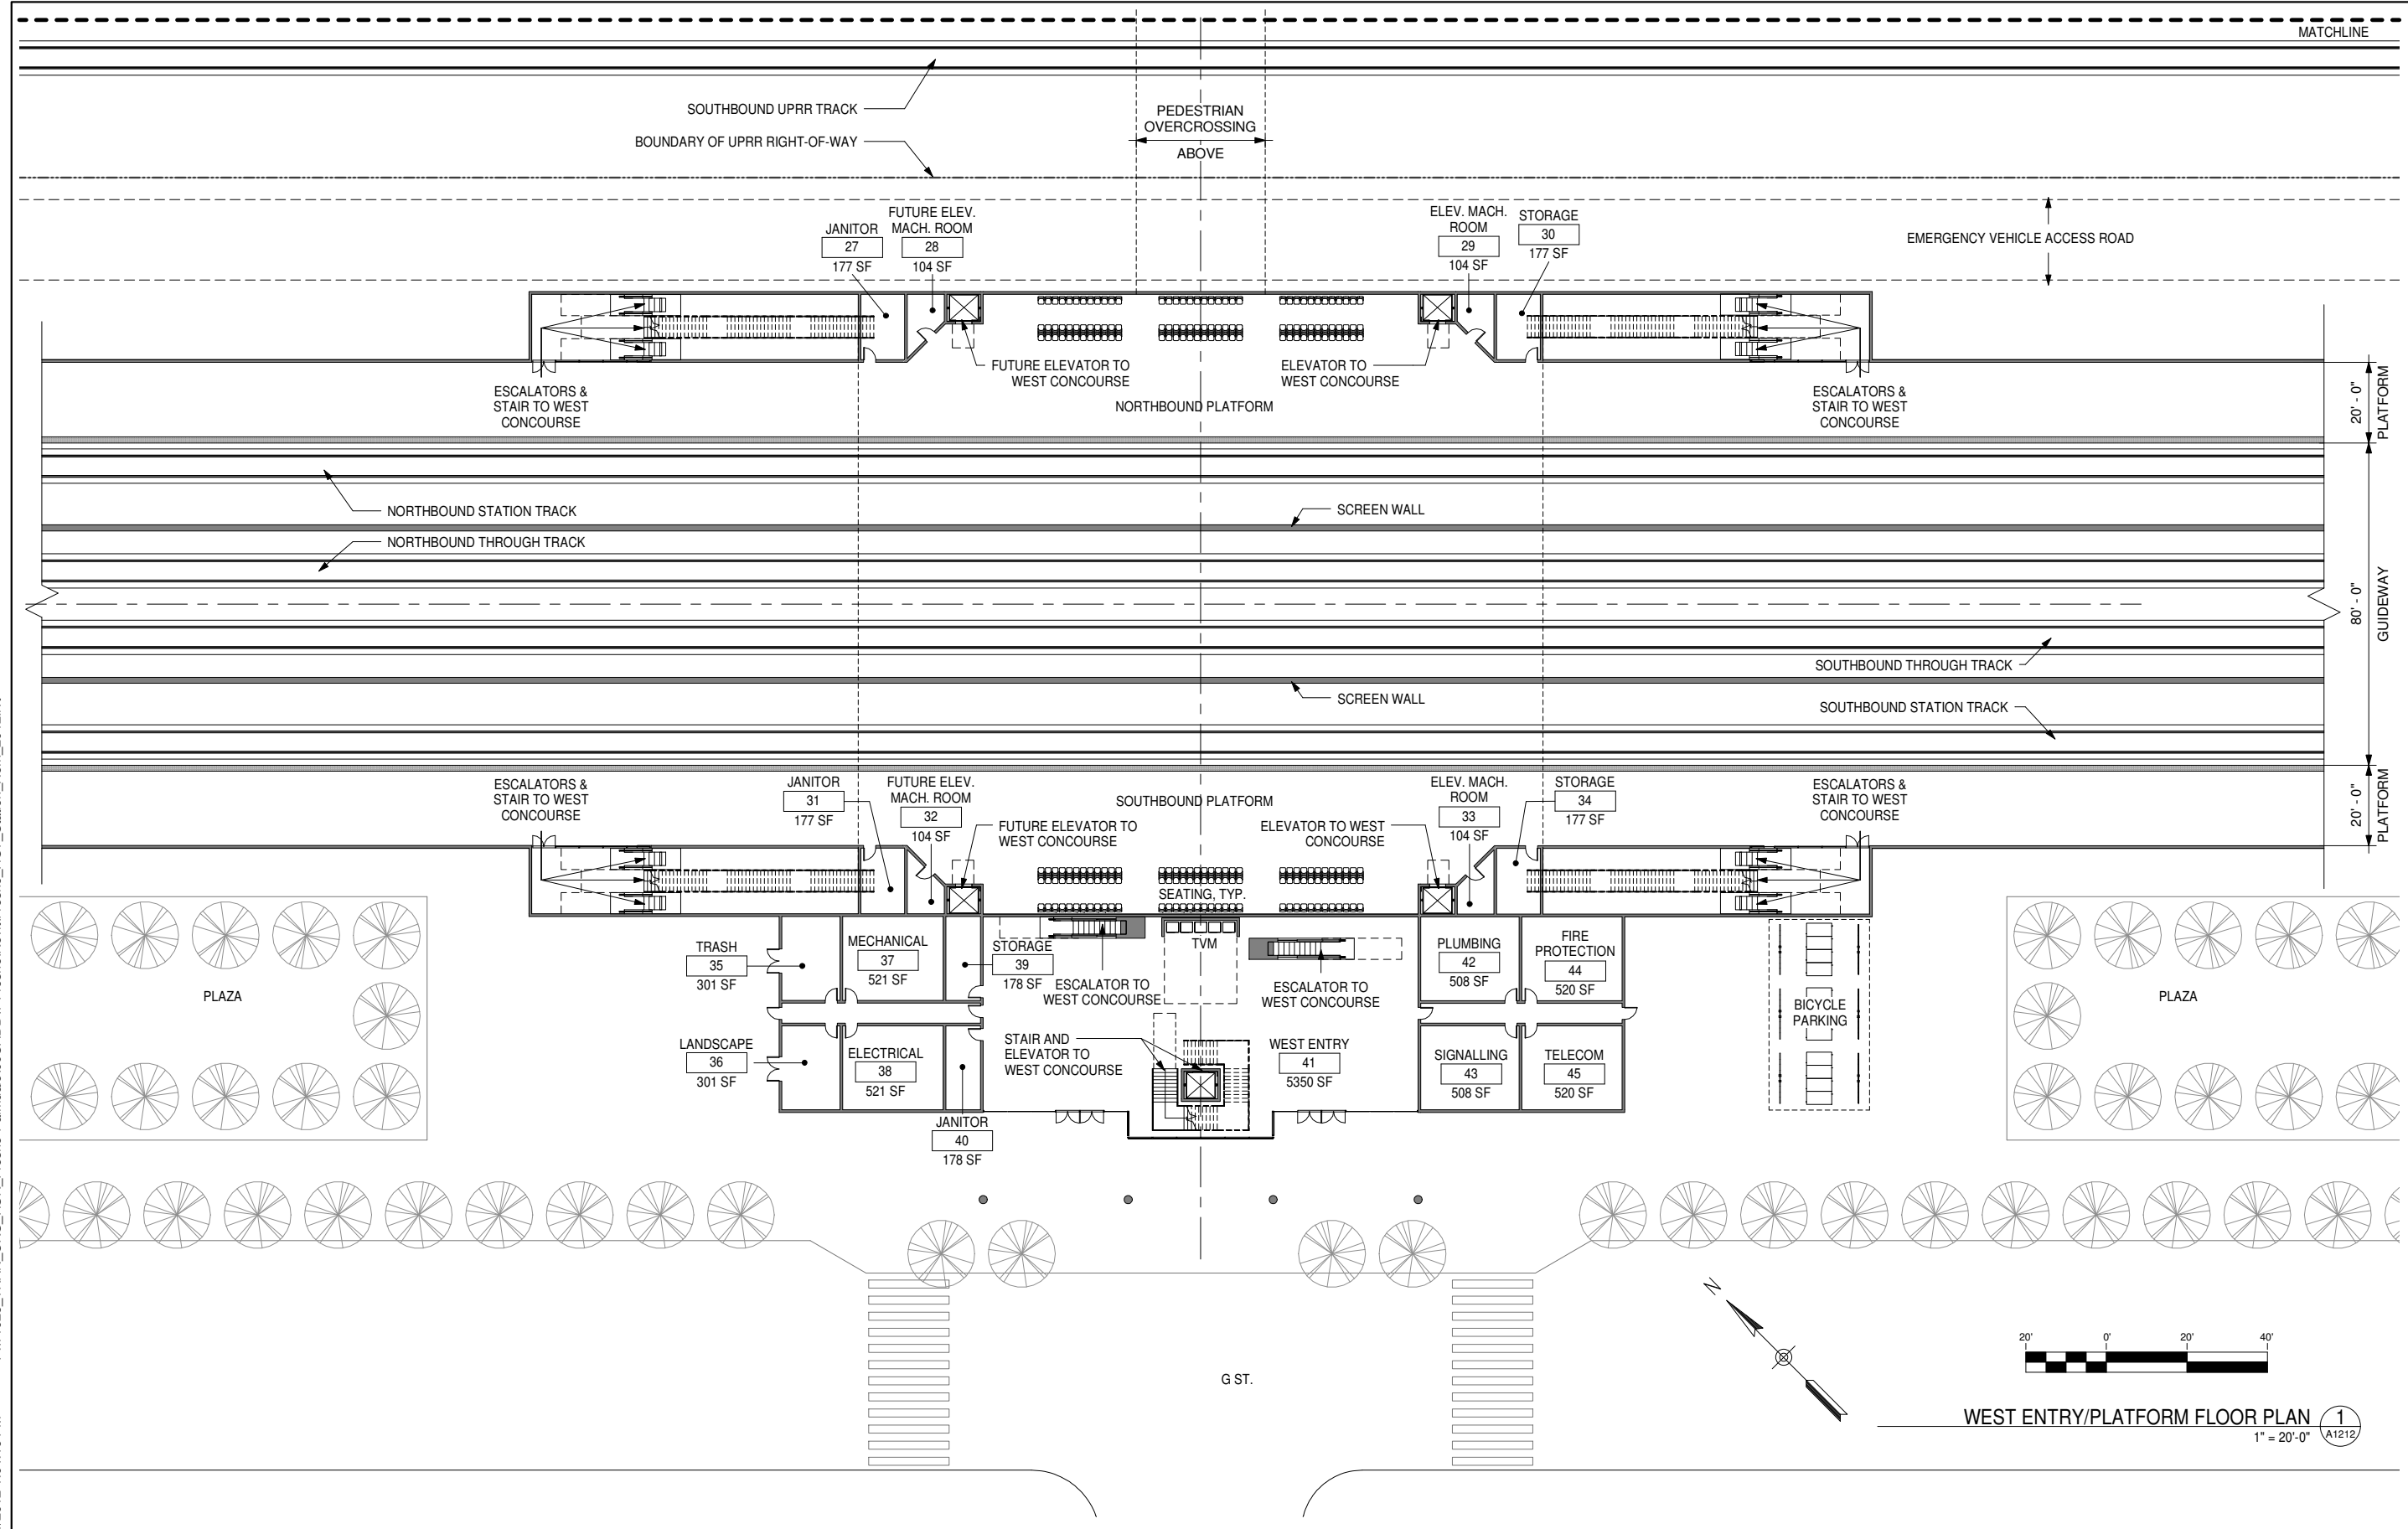 MATCHLINE
SOUTHBOUND UPRR TRACK
BOUNDARY OF UPRR RIGHT-OF-WAY
PEDESTRIAN
OVERCROSSING
ABOVE
EMERGENCY VEHICLE ACCESS ROAD
JANITOR
27
177 SF
FUTURE ELEV.
MACH. ROOM
28
104 SF
ELEV. MACH.
ROOM
29
104 SF
STORAGE
30
177 SF
ESCALATORS &
STAIR TO WEST
CONCOURSE
FUTURE ELEVATOR TO
WEST CONCOURSE
ELEVATOR TO
WEST CONCOURSE
NORTHBOUND PLATFORM
ESCALATORS &
STAIR TO WEST
CONCOURSE
20' - 0"
PLATFORM
NORTHBOUND STATION TRACK
SCREEN WALL
NORTHBOUND THROUGH TRACK
80' - 0"
GUIDEWAY
SOUTHBOUND THROUGH TRACK
SCREEN WALL
SOUTHBOUND STATION TRACK
ESCALATORS &
STAIR TO WEST
CONCOURSE
JANITOR
31
177 SF
FUTURE ELEV.
MACH. ROOM
32
104 SF
SOUTHBOUND PLATFORM
FUTURE ELEVATOR TO
WEST CONCOURSE
ELEVATOR TO WEST
CONCOURSE
ELEV. MACH.
ROOM
33
104 SF
STORAGE
34
177 SF
ESCALATORS &
STAIR TO WEST
CONCOURSE
20' - 0"
PLATFORM
SEATING, TYP.
TVM
TRASH
35
301 SF
MECHANICAL
37
521 SF
STORAGE
39
178 SF
ESCALATOR TO
WEST CONCOURSE
ESCALATOR TO
WEST CONCOURSE
PLUMBING
42
508 SF
FIRE
PROTECTION
44
520 SF
PLAZA
BICYCLE
PARKING
PLAZA
LANDSCAPE
36
301 SF
ELECTRICAL
38
521 SF
STAIR AND
ELEVATOR TO
WEST CONCOURSE
WEST ENTRY
41
5350 SF
SIGNALLING
43
508 SF
TELECOM
45
520 SF
JANITOR
40
178 SF
G ST.
N
20' 0' 20' 40'
WEST ENTRY/PLATFORM FLOOR PLAN
1" = 20'-0"
1
A1212